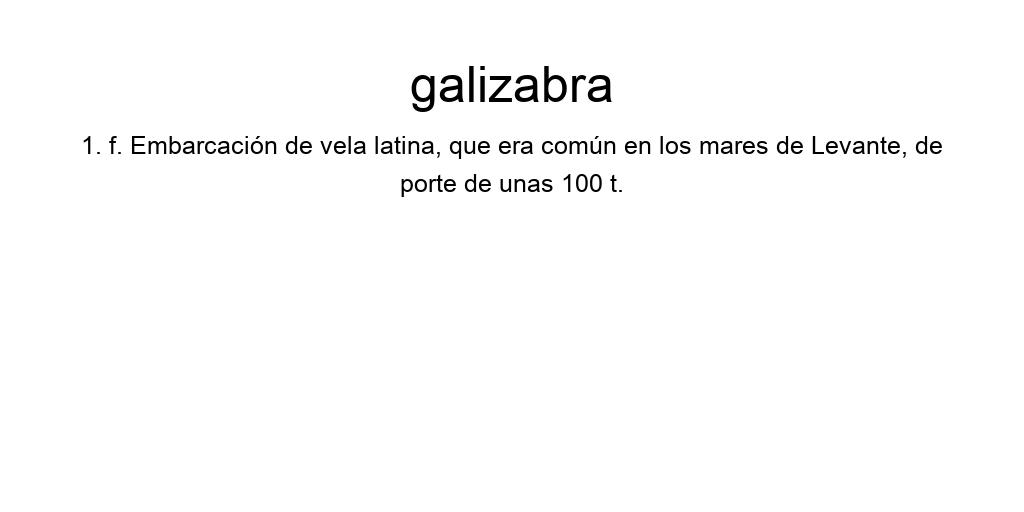 galizabra
1. f. Embarcación de vela latina, que era común en los mares de Levante, de
porte de unas 100 t.